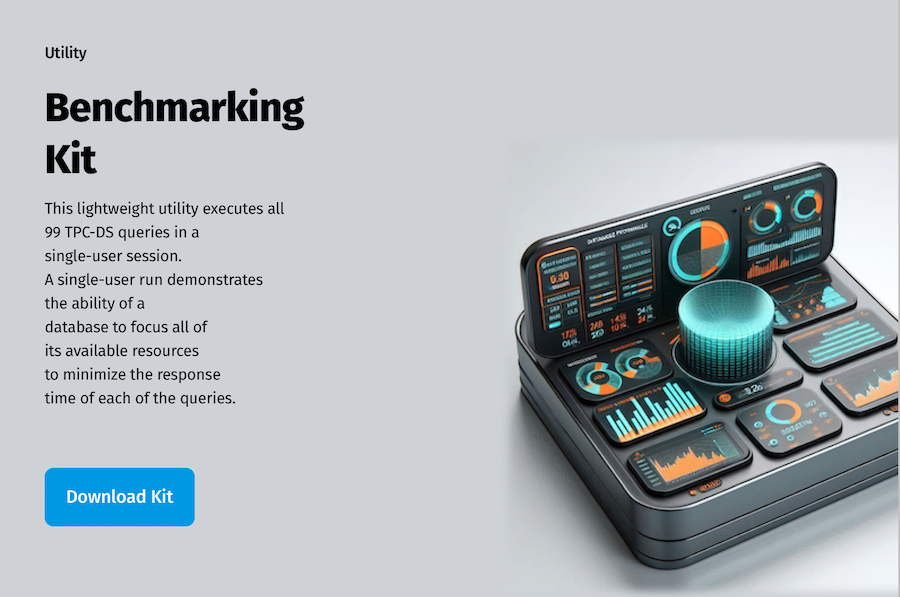 Utility
Benchmarking
Kit
This lightweight utility executes all
99 TPC-DS queries in a
single-user session.
A single-user run demonstrates
the ability of a
database to focus all of
its available resources
to minimize the response
time of each of the queries.
Download Kit